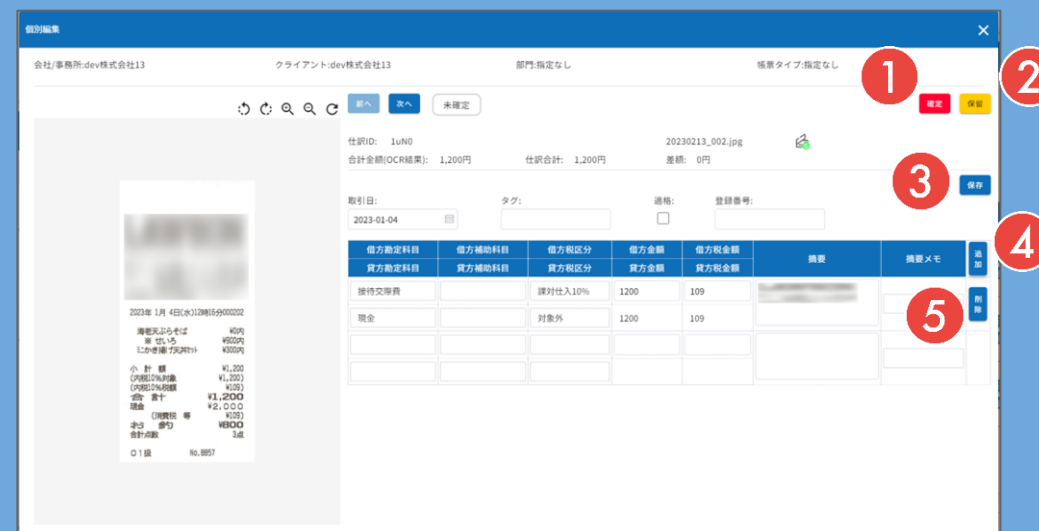 個別編集
会社/事務所:dev株式会社13 クライアント:dev株式会社13 部門:指定なし 帳票タイプ:指定なし
1
2
前へ 次へ 未確定 確定 保留
仕訳ID: 1uN0 20230213_002.jpg
合計金額(OCR結果): 1,200円 仕訳合計: 1,200円 差額: 0円
3
保存
取引日: タグ: 適格: 登録番号:
2023-01-04
4
借方勘定科目 借方補助科目 借方税区分 借方金額 借方税金額 摘要 摘要メモ 追加
貸方勘定科目 貸方補助科目 貸方税区分 貸方金額 貸方税金額
接待交際費 課対仕入10% 1200 109
5
削除
現金 対象外 1200 109
2023年 1月 4日(水)12時16分000202
海老天ぷらそば ¥0内
※ せいろ ¥900内
ミニかき揚げ天丼セット ¥300内
小 計 額 ¥1,200
(内税10%対象 ¥1,200)
(内税10%税額 ¥109)
合 計 ¥1,200
現金 ¥2,000
(消費税 等 ¥109)
お釣り ¥800
合計点数 3点
01盤 No.8857